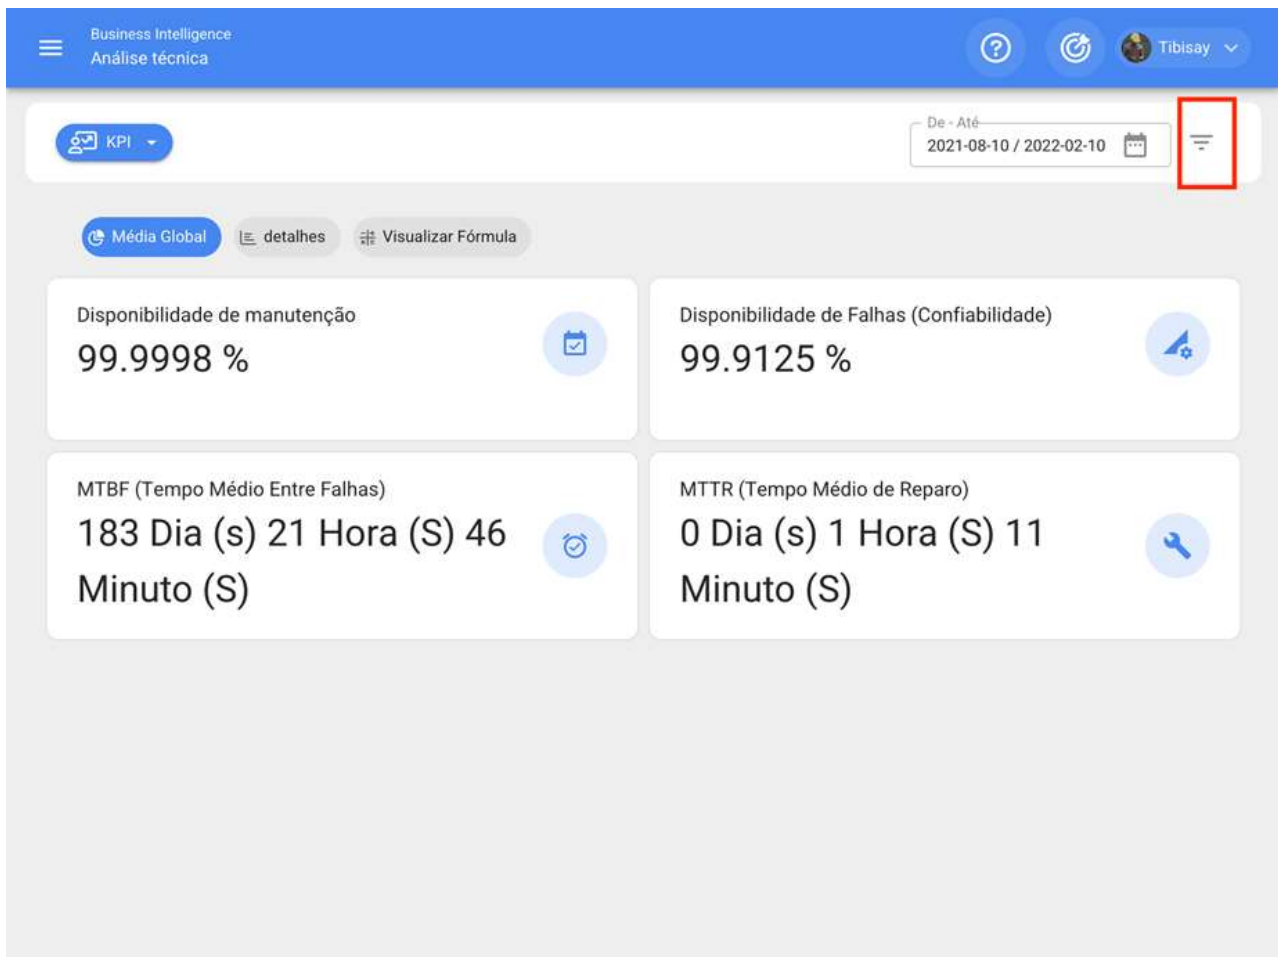 Business Intelligence
Análise técnica
Tibisay
KPI
De - Até
2021-08-10 / 2022-02-10
Média Global
detalhes
Visualizar Fórmula
Disponibilidade de manutenção
99.9998 %
Disponibilidade de Falhas (Confiabilidade)
99.9125 %
MTBF (Tempo Médio Entre Falhas)
183 Dia (s) 21 Hora (S) 46
Minuto (S)
MTTR (Tempo Médio de Reparo)
0 Dia (s) 1 Hora (S) 11
Minuto (S)